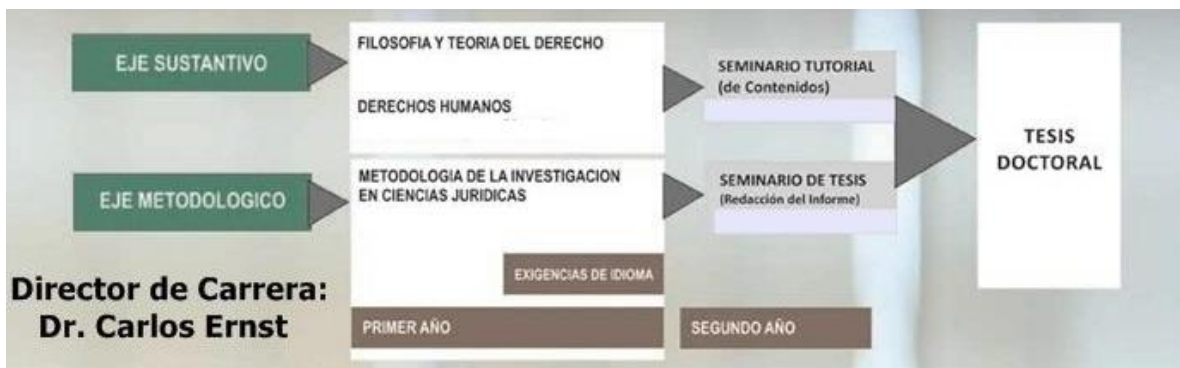 EJE SUSTANTIVO
FILOSOFIA Y TEORIA DEL DERECHO
DERECHOS HUMANOS
SEMINARIO TUTORIAL
(de Contenidos)
EJE METODOLOGICO
METODOLOGIA DE LA INVESTIGACION
EN CIENCIAS JURIDICAS
SEMINARIO DE TESIS
(Redacción del Informe)
TESIS
DOCTORAL
EXIGENCIAS DE IDIOMA
Director de Carrera:
Dr. Carlos Ernst
PRIMER AÑO
SEGUNDO AÑO